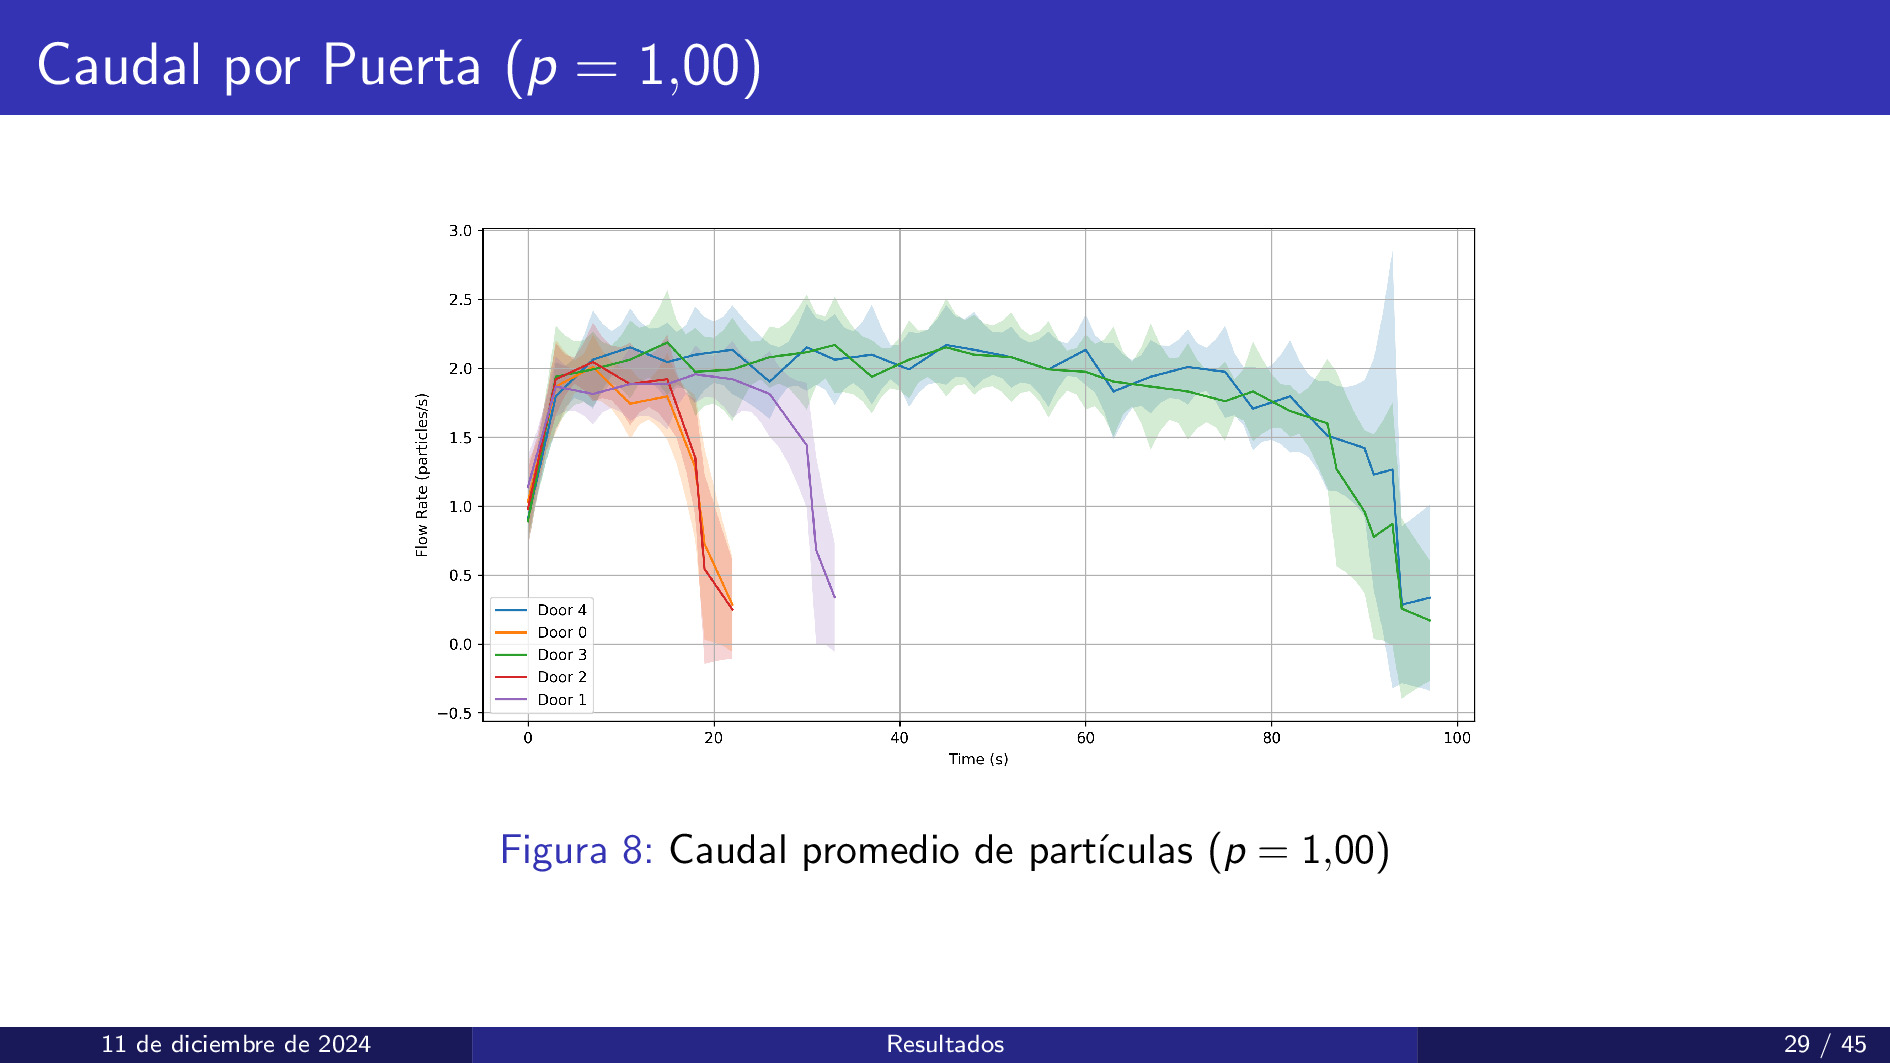 Caudal por Puerta (p = 1,00)
3.0
2.5
2.0
1.5
1.0
0.5
0.0
−0.5
Flow Rate (particles/s)
Door 4
Door 0
Door 3
Door 2
Door 1
0 20 40 60 80 100
Time (s)
Figura 8: Caudal promedio de partículas (p = 1,00)
11 de diciembre de 2024 Resultados 29 / 45